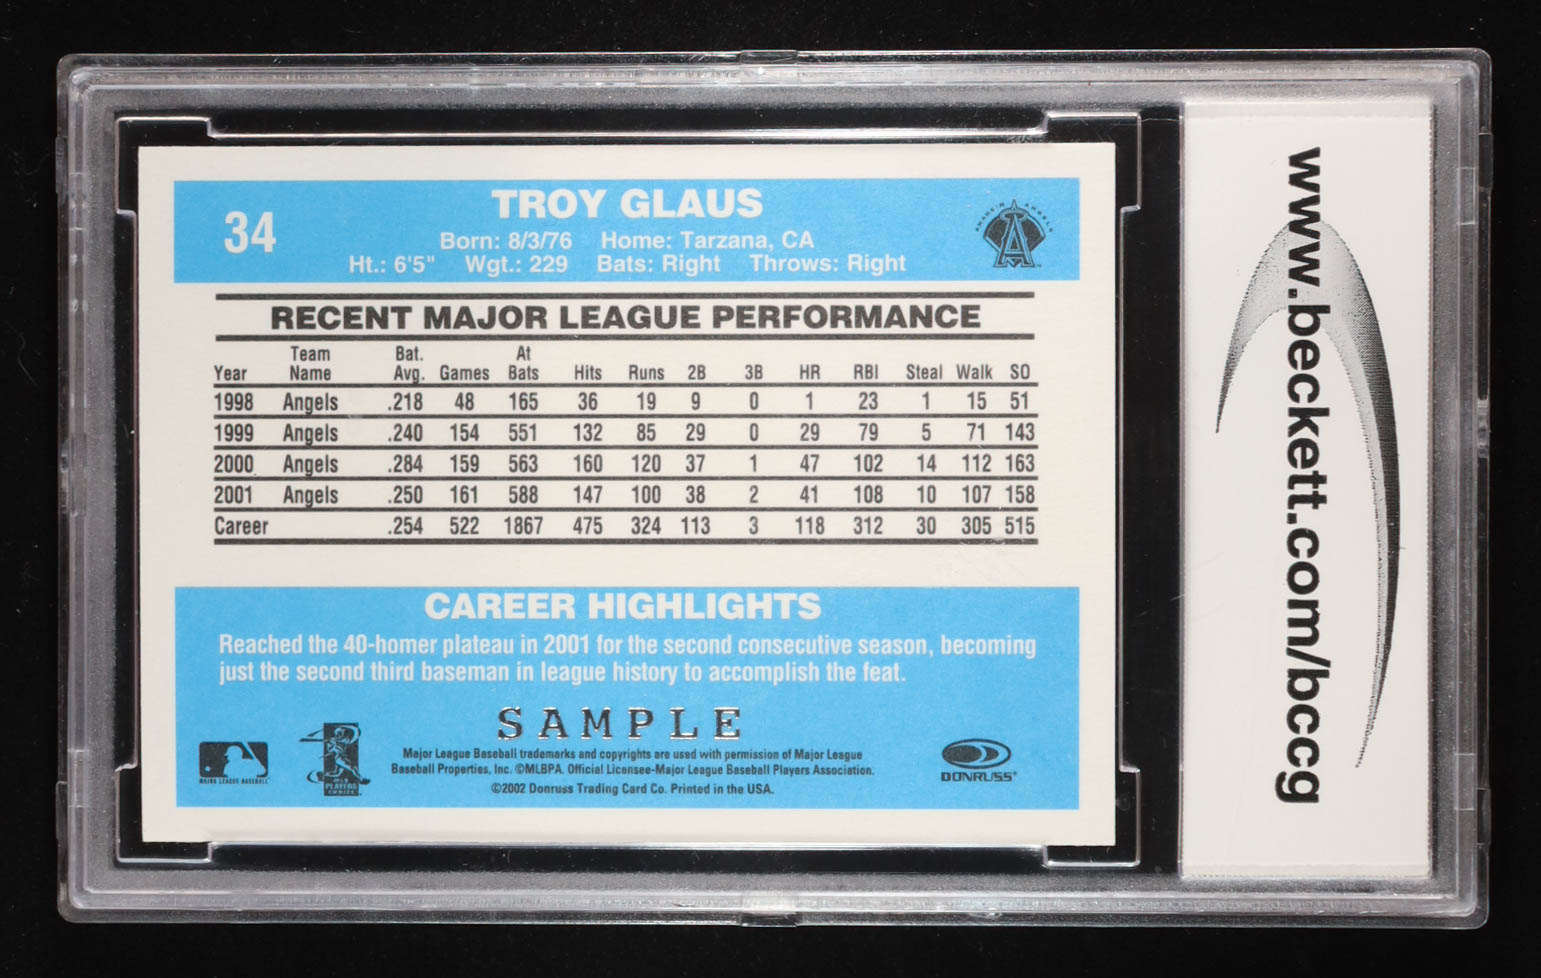 34
TROY GLAUS
Born: 8/3/76 Home: Tarzana, CA
Ht.: 6'5" Wgt.: 229 Bats: Right Throws: Right
ANAHEIM ANGELS
A
RECENT MAJOR LEAGUE PERFORMANCE
Year Team Name Bat. Avg. Games At Bats Hits Runs 2B 3B HR RBI Steal Walk SO
1998 Angels .218 48 165 36 19 9 0 1 23 1 15 51
1999 Angels .240 154 551 132 85 29 0 29 79 5 71 143
2000 Angels .284 159 563 160 120 37 1 47 102 14 112 163
2001 Angels .250 161 588 147 100 38 2 41 108 10 107 158
Career .254 522 1867 475 324 113 3 118 312 30 305 515
CAREER HIGHLIGHTS
Reached the 40-homer plateau in 2001 for the second consecutive season, becoming
just the second third baseman in league history to accomplish the feat.
SAMPLE
Major League Baseball trademarks and copyrights are used with permission of Major League
Baseball Properties, Inc. ©MLBPA. Official Licensee-Major League Baseball Players Association.
©2002 Donruss Trading Card Co. Printed in the USA.
MAJOR LEAGUE BASEBALL
PLAYERS
CHOICE
DONRUSS
www.beckett.com/bccg